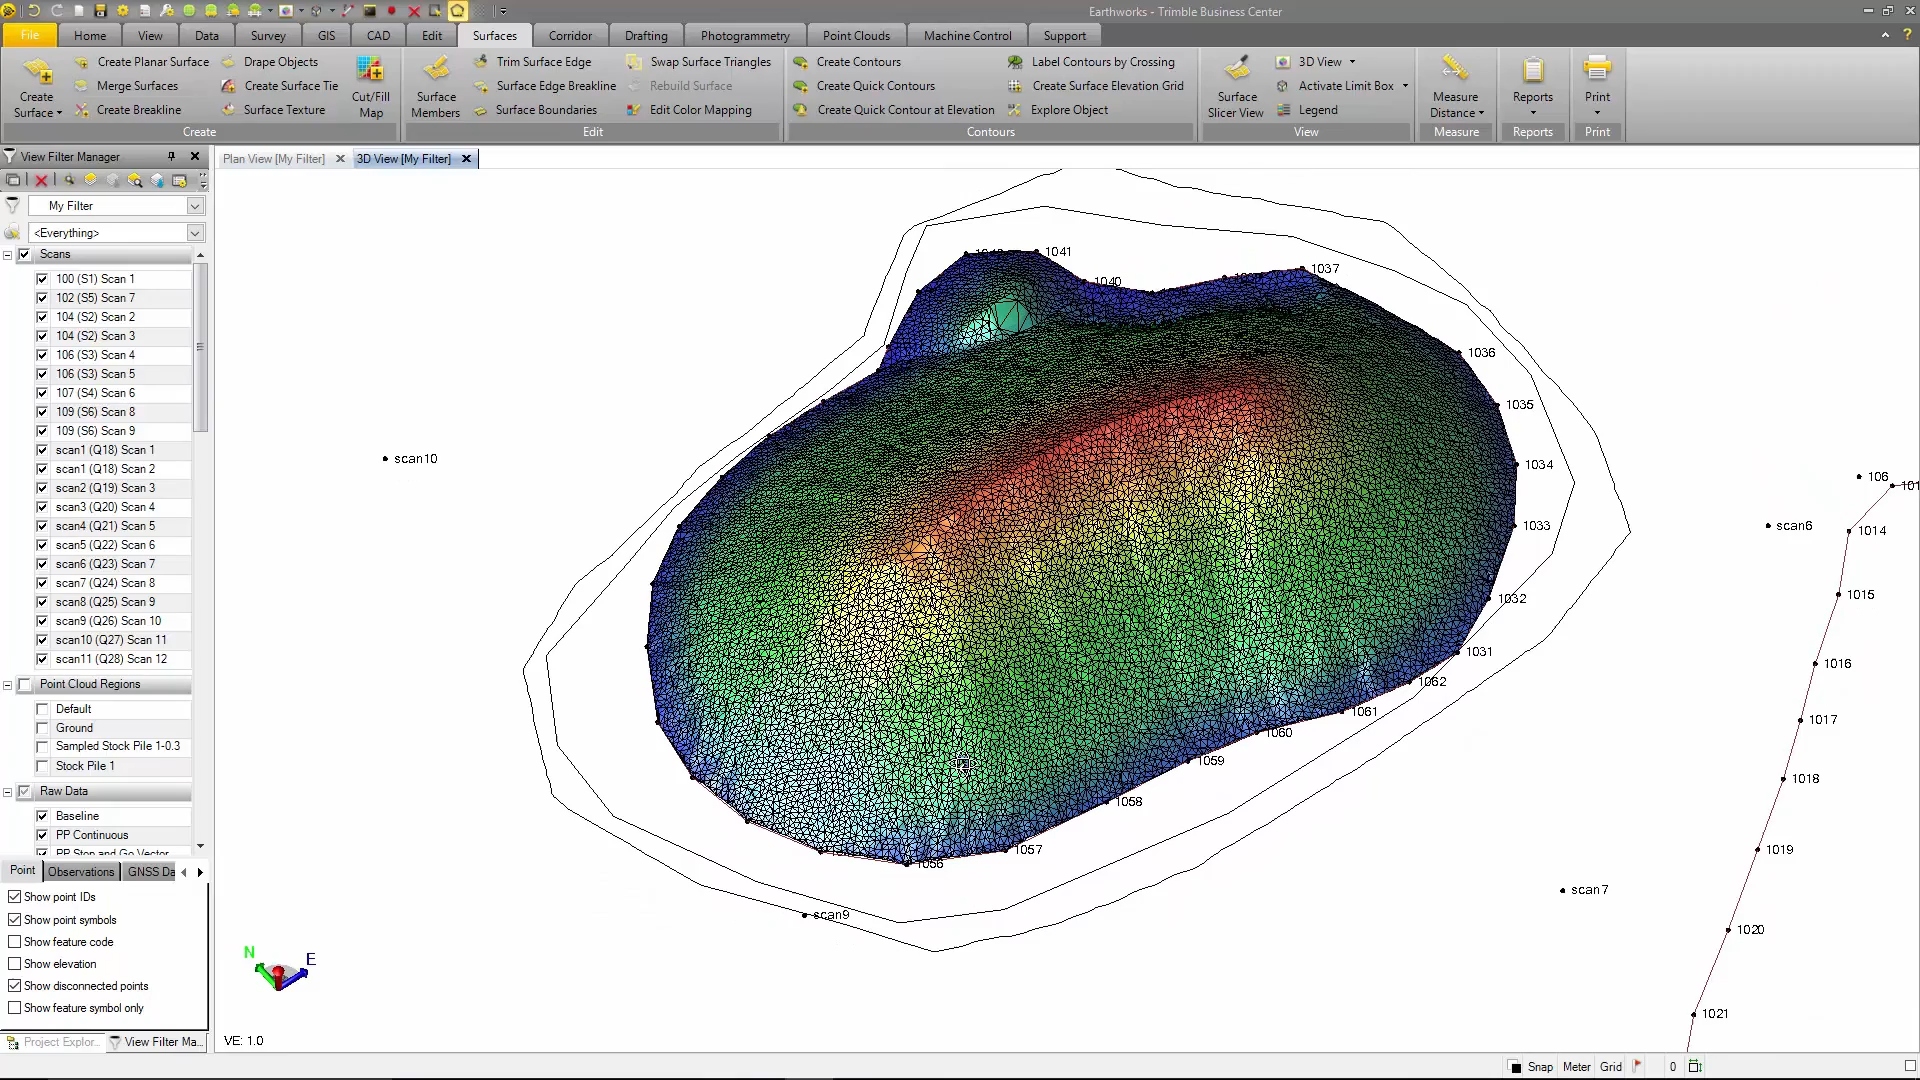 Earthworks - Trimble Business Center
File Home View Data Survey GIS CAD Edit Surfaces Corridor Drafting Photogrammetry Point Clouds Machine Control Support
Create Surface
Create Planar Surface
Merge Surfaces
Create Breakline
Drape Objects
Create Surface Tie
Surface Texture
Cut/Fill Map
Create
Surface Members
Trim Surface Edge
Surface Edge Breakline
Surface Boundaries
Swap Surface Triangles
Rebuild Surface
Edit Color Mapping
Edit
Create Contours
Create Quick Contours
Create Quick Contour at Elevation
Label Contours by Crossing
Create Surface Elevation Grid
Explore Object
Contours
Surface Slicer View
3D View
Activate Limit Box
Legend
View
Measure Distance
Measure
Reports
Reports
Print
Print
View Filter Manager
Plan View [My Filter]
3D View [My Filter]
My Filter
<Everything>
Scans
100 (S1) Scan 1
102 (S5) Scan 7
104 (S2) Scan 2
104 (S2) Scan 3
106 (S3) Scan 4
106 (S3) Scan 5
107 (S4) Scan 6
109 (S6) Scan 8
109 (S6) Scan 9
scan1 (Q18) Scan 1
scan1 (Q18) Scan 2
scan2 (Q19) Scan 3
scan3 (Q20) Scan 4
scan4 (Q21) Scan 5
scan5 (Q22) Scan 6
scan6 (Q23) Scan 7
scan7 (Q24) Scan 8
scan8 (Q25) Scan 9
scan9 (Q26) Scan 10
scan10 (Q27) Scan 11
scan11 (Q28) Scan 12
Point Cloud Regions
Default
Ground
Sampled Stock Pile 1-0.3
Stock Pile 1
Raw Data
Baseline
PP Continuous
PP Stop and Go Vector
Point Observations GNSS Da
Show point IDs
Show point symbols
Show feature code
Show elevation
Show disconnected points
Show feature symbol only
Project Explor...
View Filter Ma...
1041
1040
1037
1036
1035
1034
1033
1032
1031
1062
1061
1060
1059
1058
1057
1056
scan10
scan9
scan7
scan6
106
101
1014
1015
1016
1017
1018
1019
1020
1021
N
E
VE: 1.0
Snap Meter Grid 0